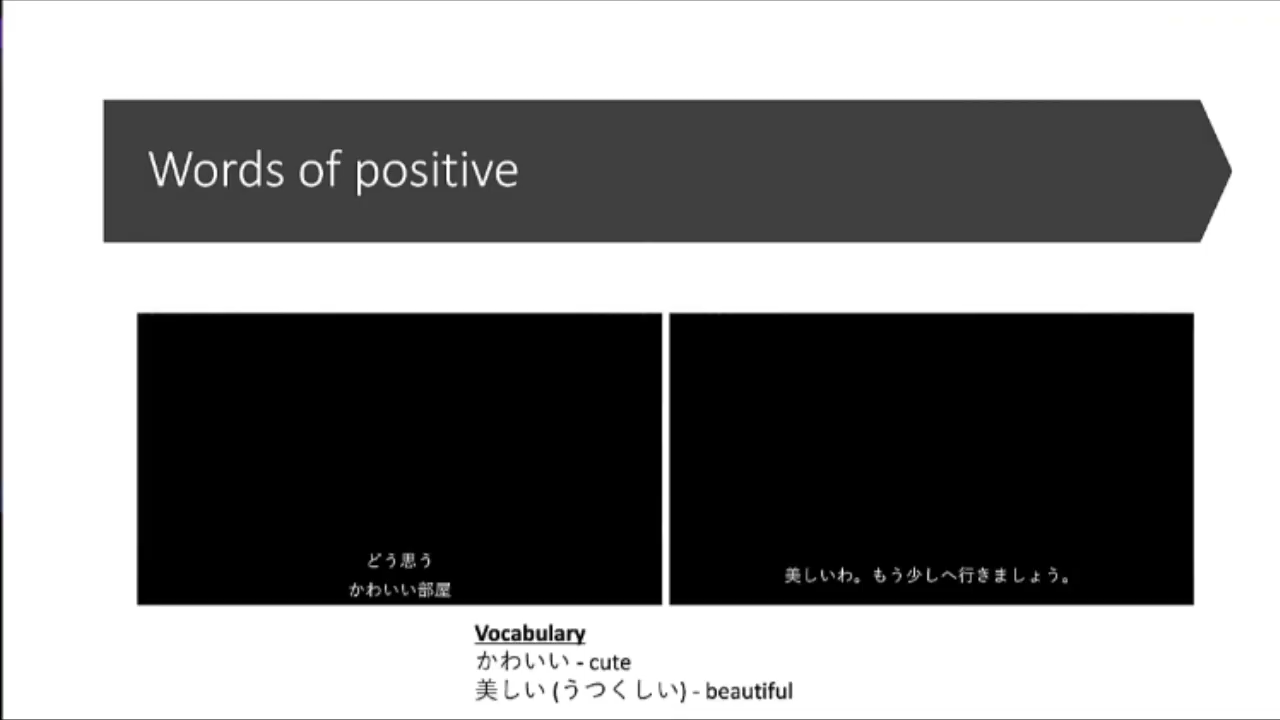 Words of positive
どう思う
かわいい部屋
美しいわ。もう少しへ行きましょう。
Vocabulary
かわいい - cute
美しい (うつくしい) - beautiful